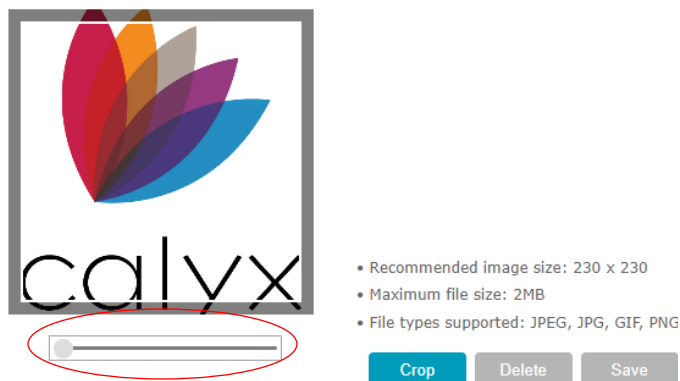 calyx
• Recommended image size: 230 x 230
• Maximum file size: 2MB
• File types supported: JPEG, JPG, GIF, PNG
Crop Delete Save